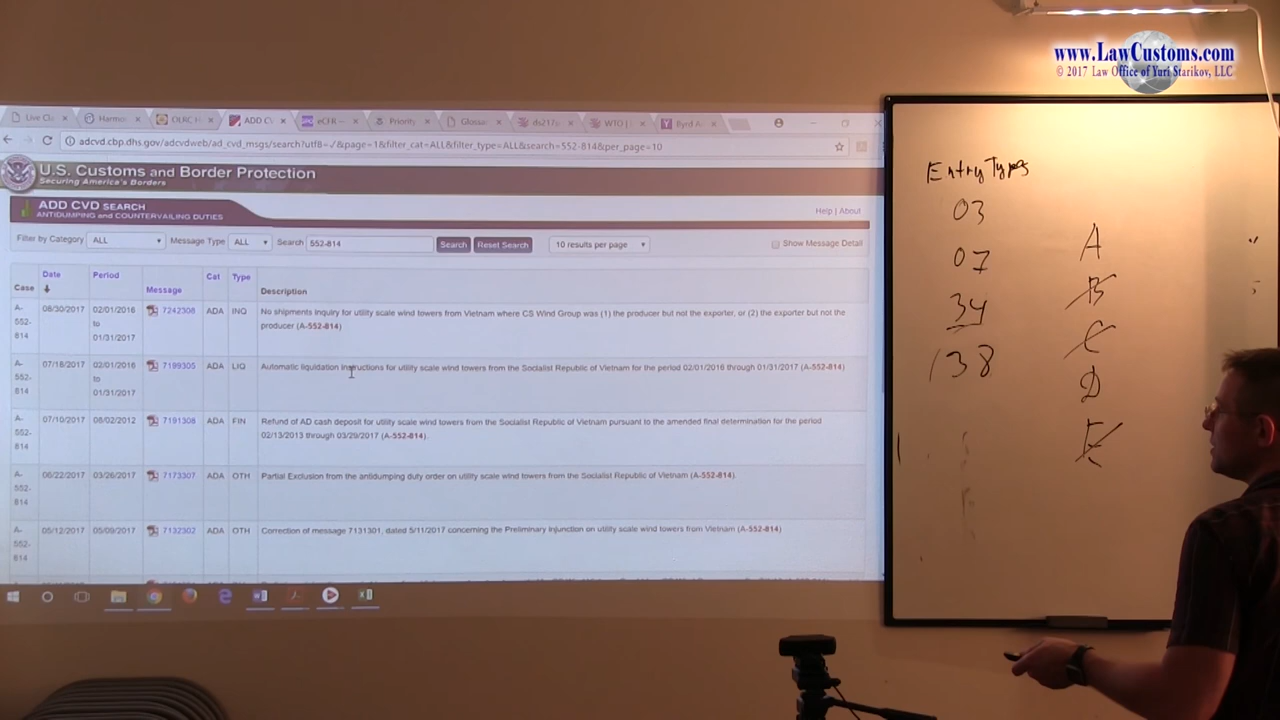 www.LawCustoms.com
© 2017 Law Office of Yuri Starikov, LLC
Live Cl
Harmo
OLRC H
ADD C
eCFR
Priority
Glossa
ds217
WTO |
Byrd A
adcvd.cbp.dhs.gov/adcvdweb/ad_cvd_msgs/search?utf8=✓&page=1&filter_cat=ALL&filter_type=ALL&search=552-814&per_page=10
U.S. Customs and Border Protection
Securing America's Borders
ADD CVD SEARCH
ANTIDUMPING and COUNTERVAILING DUTIES
Help | About
Filter by Category ALL Message Type ALL Search 552-814 Search Reset Search 10 results per page Show Message Detail
Case Date Period Message Cat Type Description
A-552-814 08/30/2017 02/01/2016 to 01/31/2017 7242308 ADA INQ No shipments inquiry for utility scale wind towers from Vietnam where CS Wind Group was (1) the producer but not the exporter, or (2) the exporter but not the
producer (A-552-814)
A-552-814 07/18/2017 02/01/2016 to 01/31/2017 7199305 ADA LIQ Automatic liquidation instructions for utility scale wind towers from the Socialist Republic of Vietnam for the period 02/01/2016 through 01/31/2017 (A-552-814)
A-552-814 07/10/2017 08/02/2012 7191308 ADA FIN Refund of AD cash deposit for utility scale wind towers from the Socialist Republic of Vietnam pursuant to the amended final determination for the period
02/13/2013 through 03/29/2017 (A-552-814).
A-552-814 06/22/2017 03/26/2017 7173307 ADA OTH Partial Exclusion from the antidumping duty order on utility scale wind towers from the Socialist Republic of Vietnam (A-552-814).
A-552-814 05/12/2017 05/09/2017 7132302 ADA OTH Correction of message 7131301, dated 5/11/2017 concerning the Preliminary Injunction on utility scale wind towers from Vietnam (A-552-814)
Entry Types
03
07
34
38
A
B
C
D
E